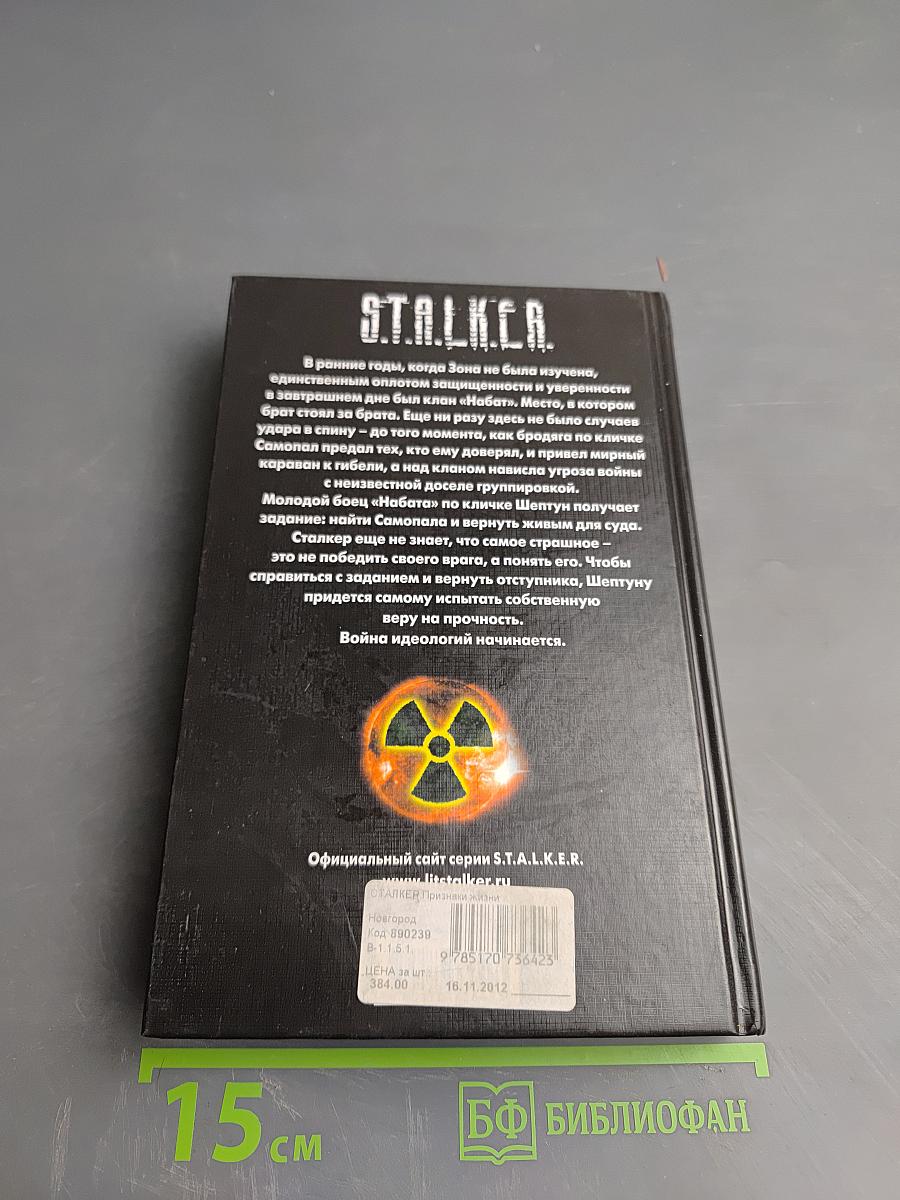 S.T.A.L.K.E.R.
В ранние годы, когда Зона не была изучена,
единственным оплотом защищенности и уверенности
в завтрашнем дне был клан «Набат». Место, в котором
брат стоял за брата. Еще ни разу здесь не было случаев
удара в спину – до того момента, как бродяга по кличке
Самопал предал тех, кто ему доверял, и привел мирный
караван к гибели, а над кланом нависла угроза войны
с неизвестной доселе группировкой.
Молодой боец «Набата» по кличке Шептун получает
задание: найти Самопала и вернуть живым для суда.
Сталкер еще не знает, что самое страшное –
это не победить своего врага, а понять его. Чтобы
справиться с заданием и вернуть отступника, Шептуну
придется самому испытать собственную
веру на прочность.
Война идеологий начинается.
Официальный сайт серии S.T.A.L.K.E.R.
www.litstalker.ru
СТАЛКЕР.Признаки жизни
Новгород
Код 890239
В-1.1.5.1.
9 785170 736423
ЦЕНА за шт.:
384.00 16.11.2012
15 см
БФ БИБЛИОФАН